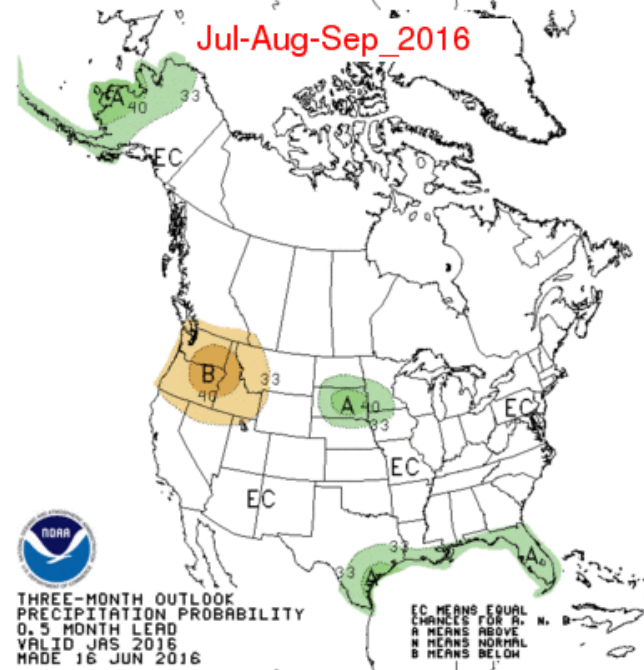 Jul-Aug-Sep_2016
A
40
33
EC
B
40
33
A
40
33
EC
EC
EC
33
33
A
A
NOAA
THREE-MONTH OUTLOOK
PRECIPITATION PROBABILITY
0.5 MONTH LEAD
VALID JAS 2016
MADE 16 JUN 2016
EC MEANS EQUAL
CHANCES FOR A, N, B
A MEANS ABOVE
N MEANS NORMAL
B MEANS BELOW